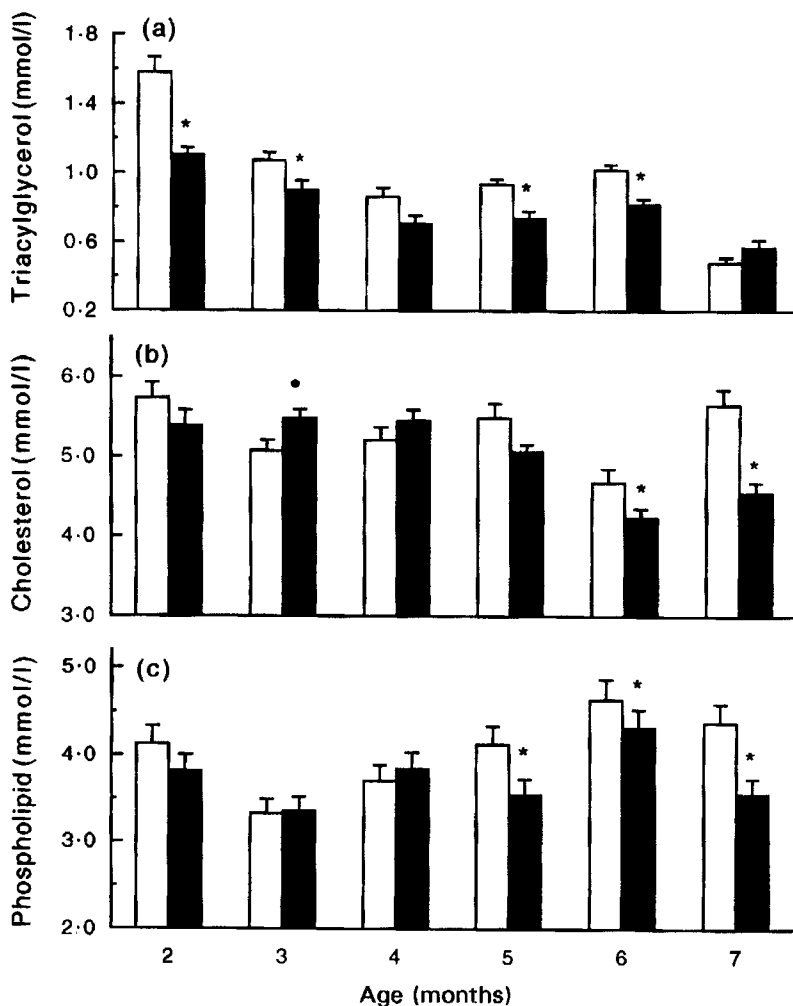 (a)
Triacylglycerol (mmol/l)
1·8
1·4
1·0
0·6
0·2
*
*
*
*
(b)
Cholesterol (mmol/l)
6·0
5·0
4·0
3·0
•
*
*
(c)
Phospholipid (mmol/l)
5·0
4·0
3·0
2·0
*
*
*
2 3 4 5 6 7
Age (months)